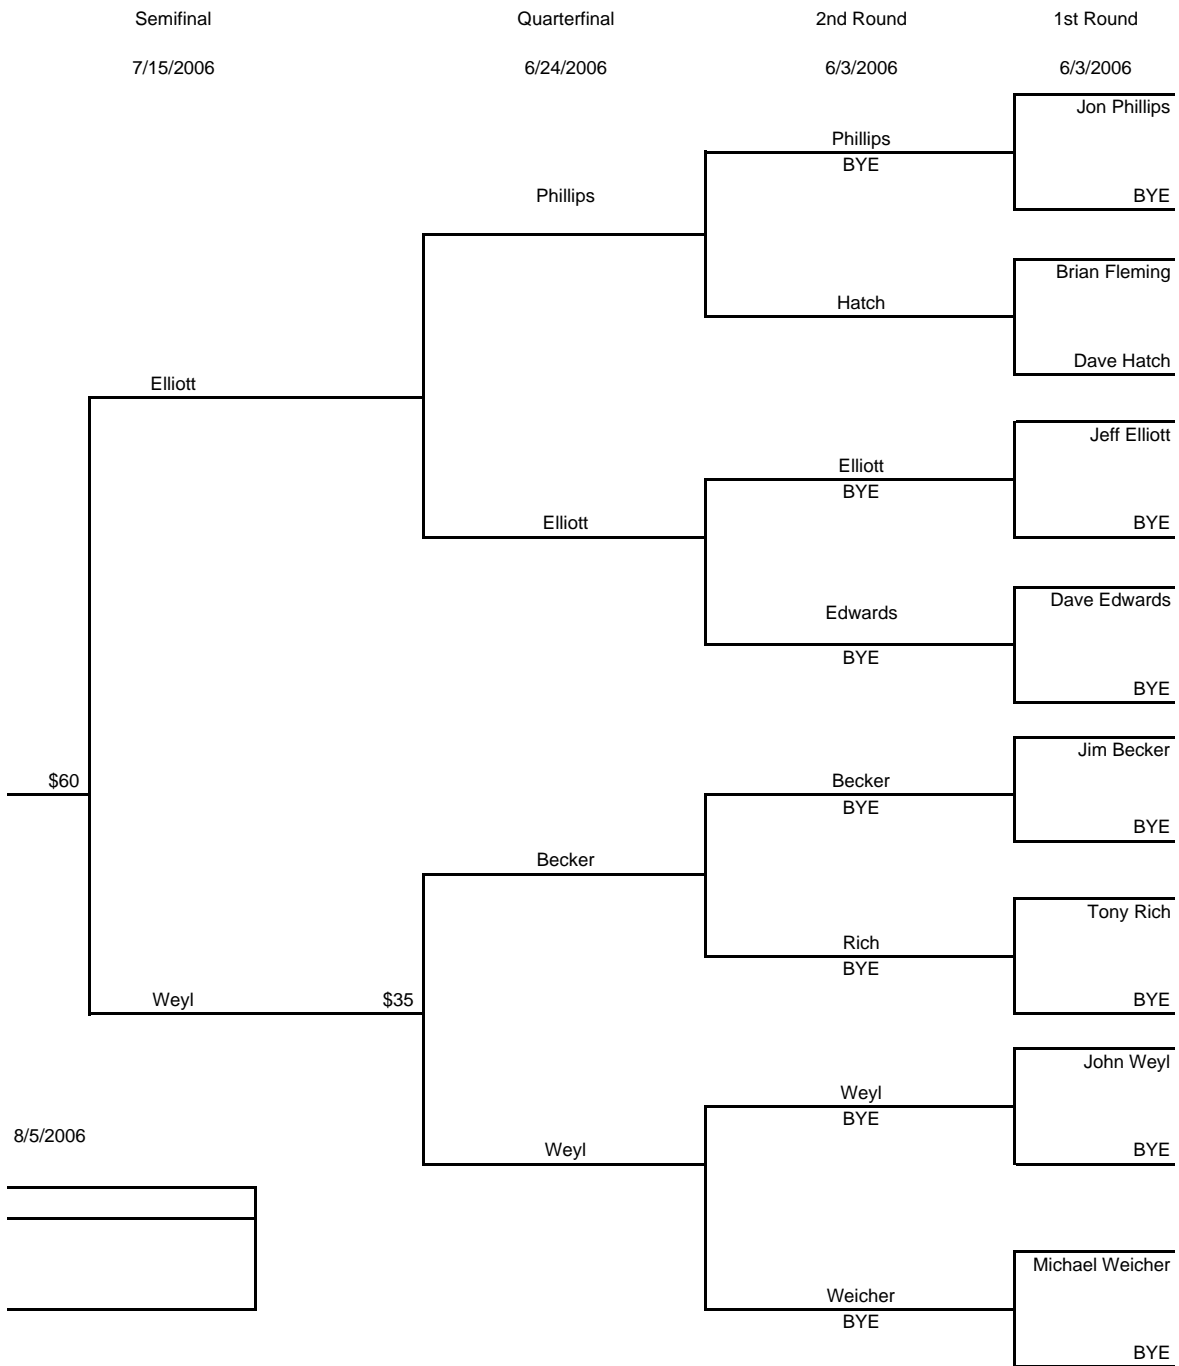 Semifinal Quarterfinal 2nd Round 1st Round
7/15/2006 6/24/2006 6/3/2006 6/3/2006
Jon Phillips
Phillips
BYE
Phillips BYE
Brian Fleming
Hatch
Dave Hatch
Elliott
Jeff Elliott
Elliott
BYE
Elliott BYE
Dave Edwards
Edwards
BYE
BYE
Jim Becker
$60 Becker
BYE BYE
Becker
Tony Rich
Rich
BYE
Weyl $35 BYE
John Weyl
Weyl
BYE
8/5/2006
Weyl BYE
Michael Weicher
Weicher
BYE
BYE